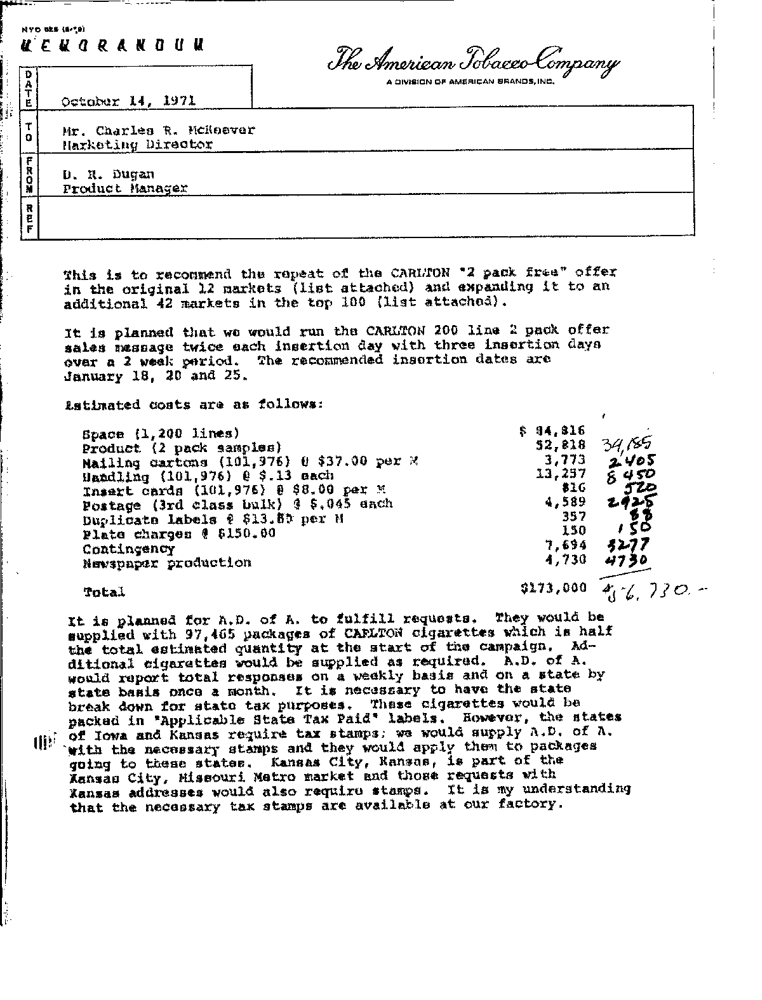 MEMORANDUM
The American Tobacco Company
A DIVISION OF AMERICAN BRANDS, INC.
DATE
October 14, 1971
TO
Mr. Charles R. McKeever
Marketing Director
FROM
D. R. Dugan
Product Manager
REF
This is to recommend the repeat of the CARLTON "2 pack free" offer
in the original 12 markets (list attached) and expanding it to an
additional 42 markets in the top 100 (list attached).
It is planned that we would run the CARLTON 200 line 2 pack offer
sales message twice each insertion day with three insertion days
over a 2 week period. The recommended insertion dates are
January 18, 20 and 25.
Estimated costs are as follows:
Space (1,200 lines) $ 84,816
Product (2 pack samples) 52,818 34,185
Mailing cartons (101,976) @ $37.00 per M 3,773 2405
Handling (101,976) @ $.13 each 13,257 8450
Insert cards (101,976) @ $8.00 per M 816 520
Postage (3rd class bulk) @ $.045 each 4,589 2925
Duplicate labels @ per M 357 88
Plate charges @ $150.00 150 150
Contingency 7,694 3277
Newspaper production 4,730 4730
Total $173,000 56,730.-
It is planned for A.D. of A. to fulfill requests. They would be
supplied with 97,465 packages of CARLTON cigarettes which is half
the total estimated quantity at the start of the campaign. Ad-
ditional cigarettes would be supplied as required. A.D. of A.
would report total responses on a weekly basis and on a state by
state basis once a month. It is necessary to have the state
break down for state tax purposes. These cigarettes would be
packed in "Applicable State Tax Paid" labels. However, the states
of Iowa and Kansas require tax stamps; we would supply A.D. of A.
with the necessary stamps and they would apply them to packages
going to these states. Kansas City, Kansas, is part of the
Kansas City, Missouri Metro market and those requests with
Kansas addresses would also require stamps. It is my understanding
that the necessary tax stamps are available at our factory.